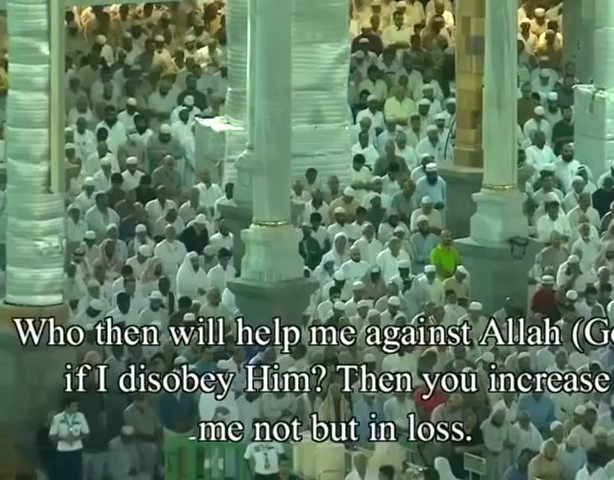 Who then will help me against Allah (Go
if I disobey Him? Then you increase
me not but in loss.